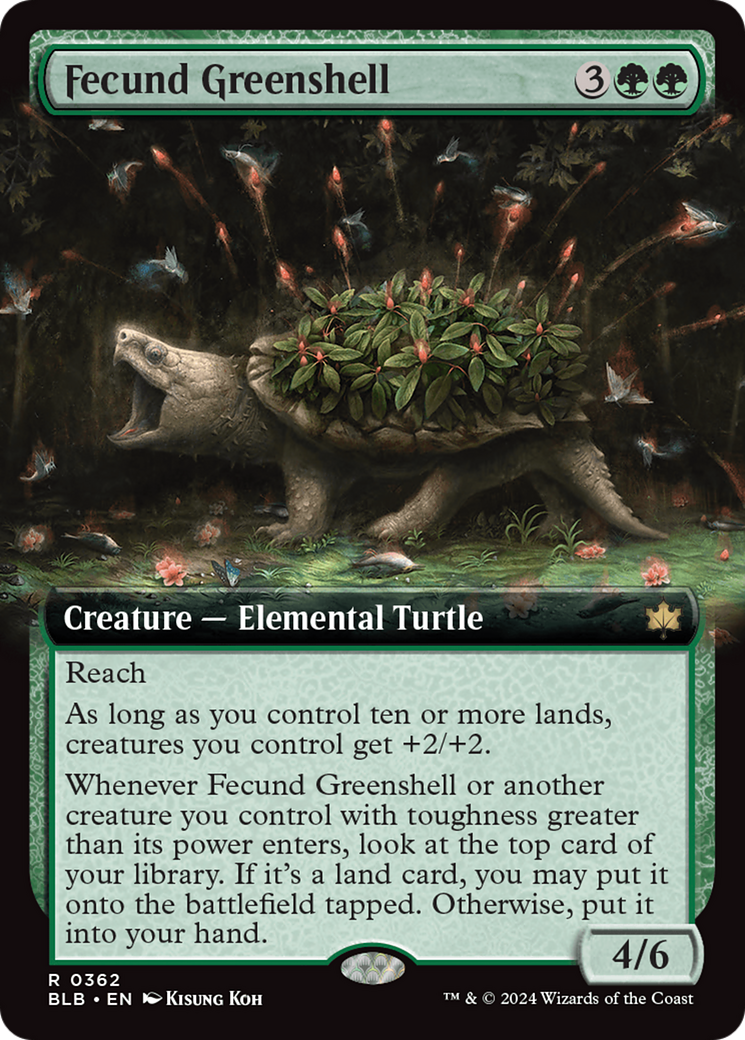 Fecund Greenshell 3
Creature — Elemental Turtle
Reach
As long as you control ten or more lands,
creatures you control get +2/+2.
Whenever Fecund Greenshell or another
creature you control with toughness greater
than its power enters, look at the top card of
your library. If it's a land card, you may put it
onto the battlefield tapped. Otherwise, put it
into your hand.
4/6
R 0362
BLB • EN Kisung Koh
™ & © 2024 Wizards of the Coast